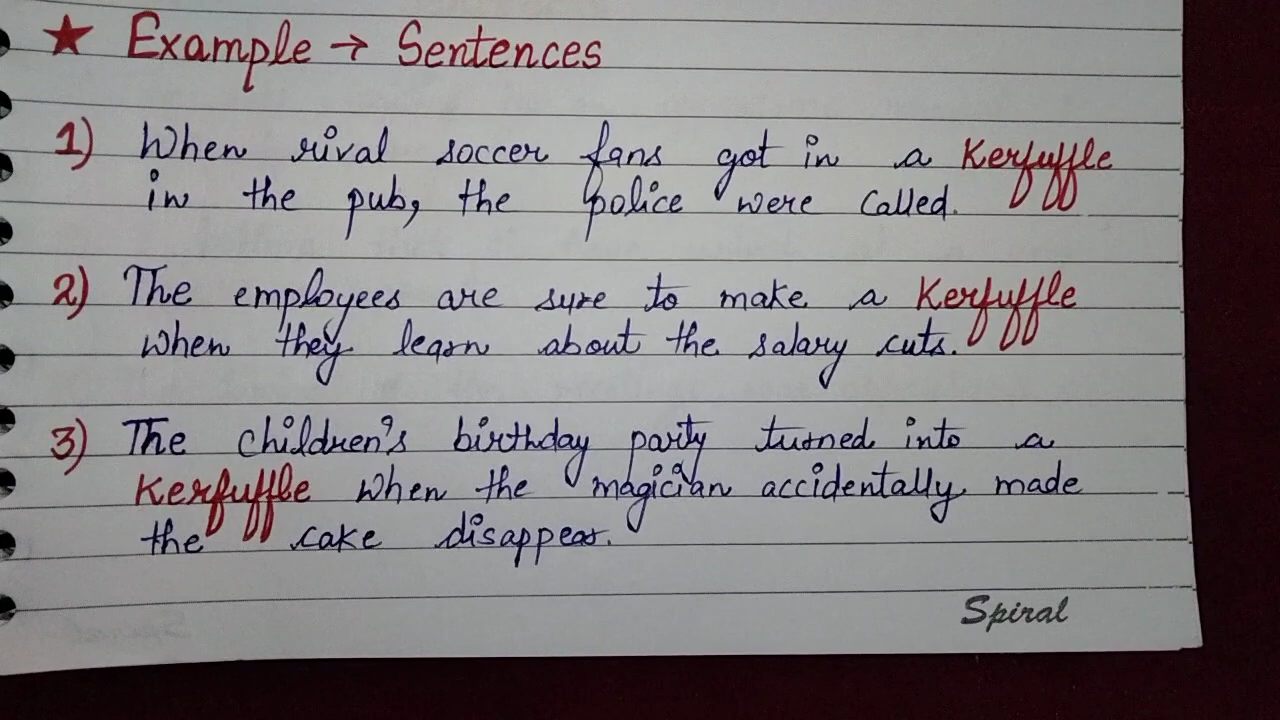 ★ Example → Sentences
1) When rival soccer fans got in a Kerfuffle
in the pub, the police were called.
2) The employees are sure to make a Kerfuffle
when they learn about the salary cuts.
3) The children's birthday party turned into a
Kerfuffle when the magician accidentally made
the cake disappear.
Spiral